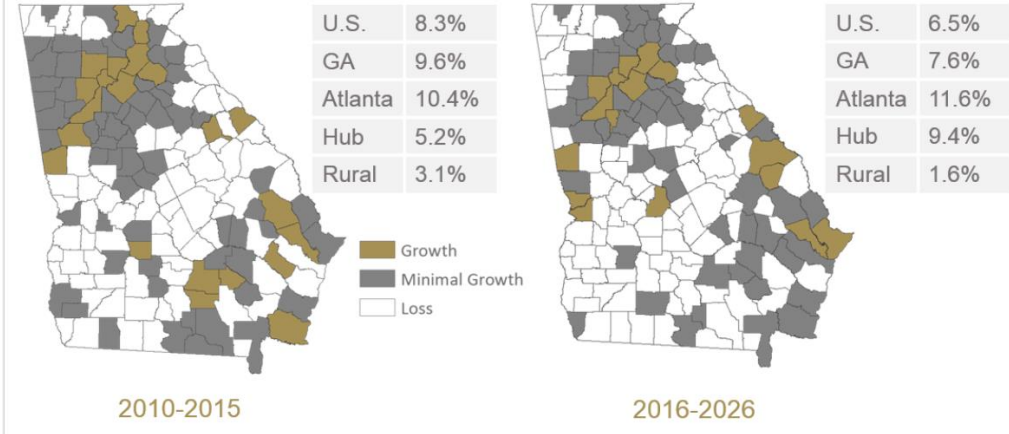 U.S. 8.3%
GA 9.6%
Atlanta 10.4%
Hub 5.2%
Rural 3.1%
Growth
Minimal Growth
Loss
2010-2015
U.S. 6.5%
GA 7.6%
Atlanta 11.6%
Hub 9.4%
Rural 1.6%
2016-2026